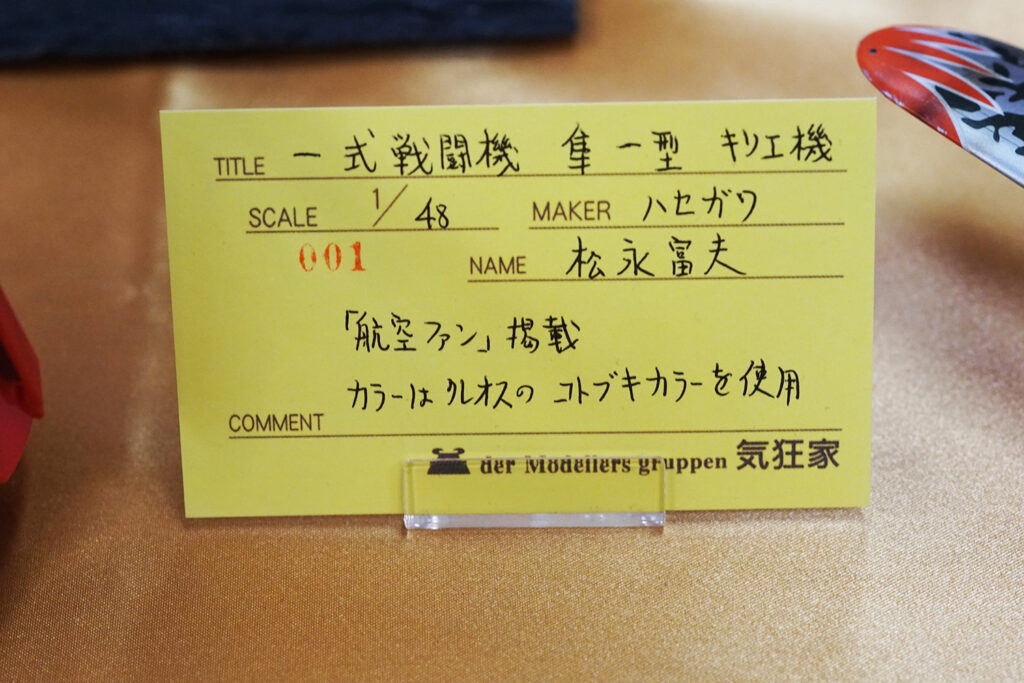 TITLE 一式戦闘機 隼一型 キリエ機
SCALE 1/48 MAKER ハセガワ
001 NAME 松永富夫
「航空ファン」掲載
カラーはクレオスのコトブキカラーを使用
COMMENT
der Modellers gruppen 気狂家